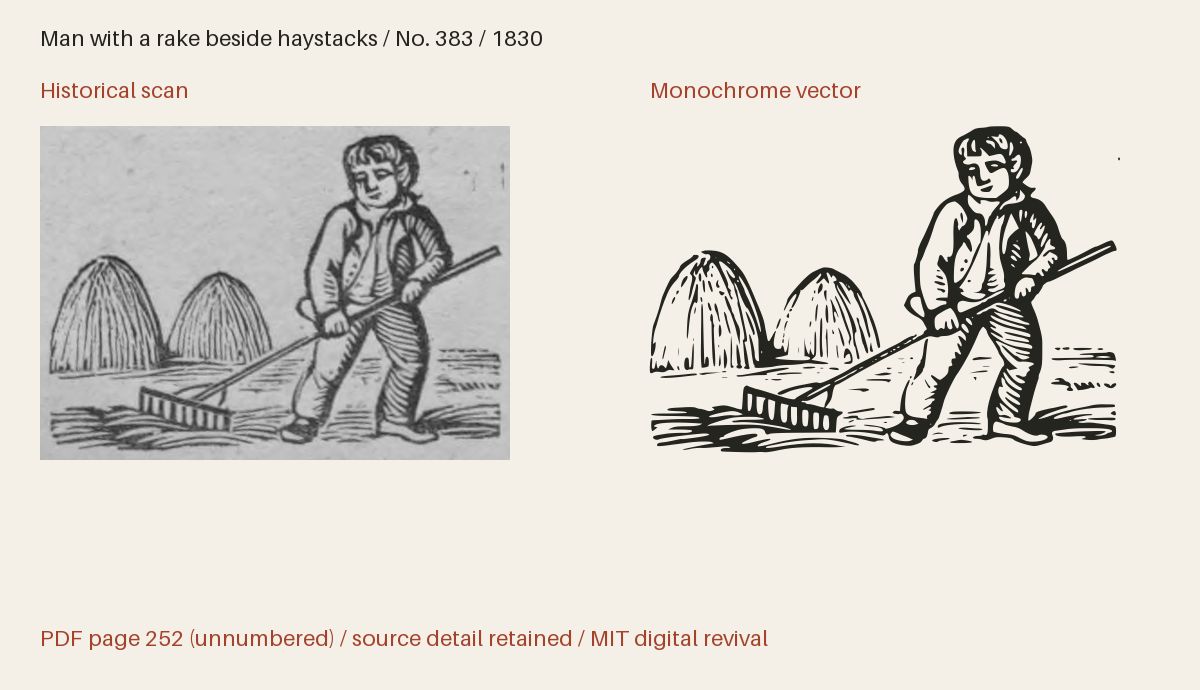 Man with a rake beside haystacks / No. 383 / 1830
Historical scan
Monochrome vector
PDF page 252 (unnumbered) / source detail retained / MIT digital revival